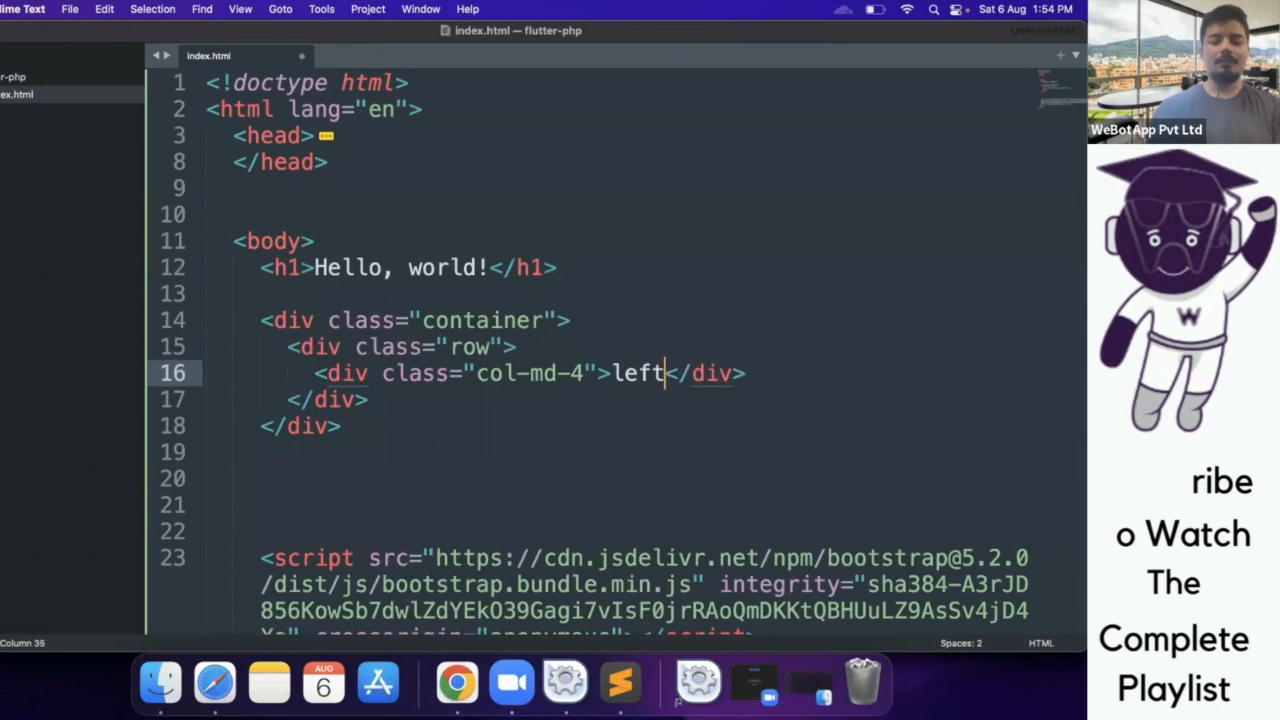 ime Text File Edit Selection Find View Goto Tools Project Window Help Sat 6 Aug 1:54 PM
index.html — flutter-php UNREGISTERED
index.html
r-php
ex.html
1 <!doctype html>
2 <html lang="en">
3 <head>
8 </head>
9
10
11 <body>
12 <h1>Hello, world!</h1>
13
14 <div class="container">
15 <div class="row">
16 <div class="col-md-4">left</div>
17 </div>
18 </div>
19
20
21
22
23 <script src="https://cdn.jsdelivr.net/npm/bootstrap@5.2.0
/dist/js/bootstrap.bundle.min.js" integrity="sha384-A3rJD
856KowSb7dwlZdYEkO39Gagi7vIsF0jrRAoQmDKKtQBHUuLZ9AsSv4jD4
Xa" crossorigin="anonymous"></script>
Column 35 Spaces: 2 HTML
AUG
6
WeBotApp Pvt Ltd
W
ribe
o Watch
The
Complete
Playlist